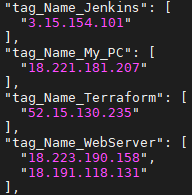 "tag_Name_Jenkins": [
"3.15.154.101"
],
"tag_Name_My_PC": [
"18.221.181.207"
],
"tag_Name_Terraform": [
"52.15.130.235"
],
"tag_Name_WebServer": [
"18.223.190.158",
"18.191.118.131"
],